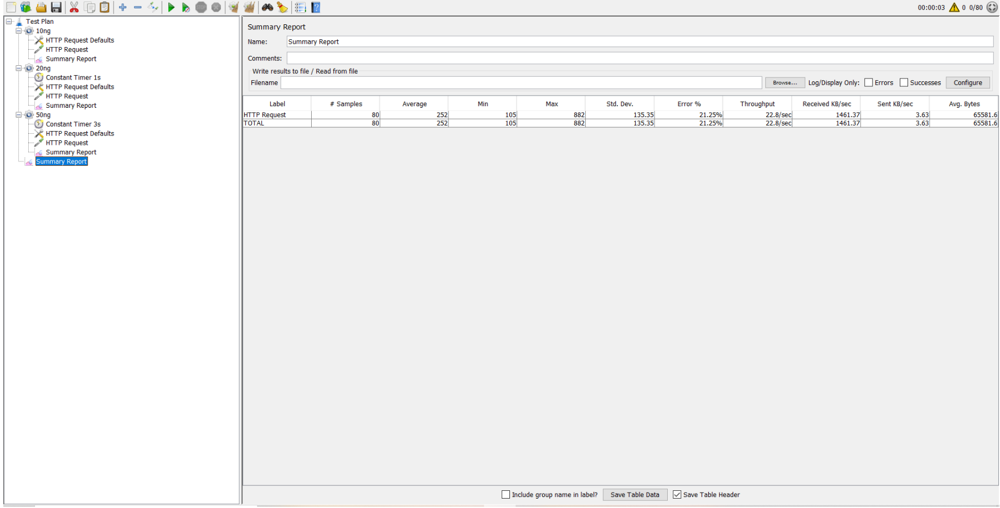 00:00:03 0 0/80
Test Plan
10ng
HTTP Request Defaults
HTTP Request
Summary Report
20ng
Constant Timer 1s
HTTP Request Defaults
HTTP Request
Summary Report
50ng
Constant Timer 3s
HTTP Request Defaults
HTTP Request
Summary Report
Summary Report
Summary Report
Name: Summary Report
Comments:
Write results to file / Read from file
Filename Browse... Log/Display Only: Errors Successes Configure
Label # Samples Average Min Max Std. Dev. Error % Throughput Received KB/sec Sent KB/sec Avg. Bytes
HTTP Request 80 252 105 882 135.35 21.25% 22.8/sec 1461.37 3.63 65581.6
TOTAL 80 252 105 882 135.35 21.25% 22.8/sec 1461.37 3.63 65581.6
Include group name in label? Save Table Data Save Table Header